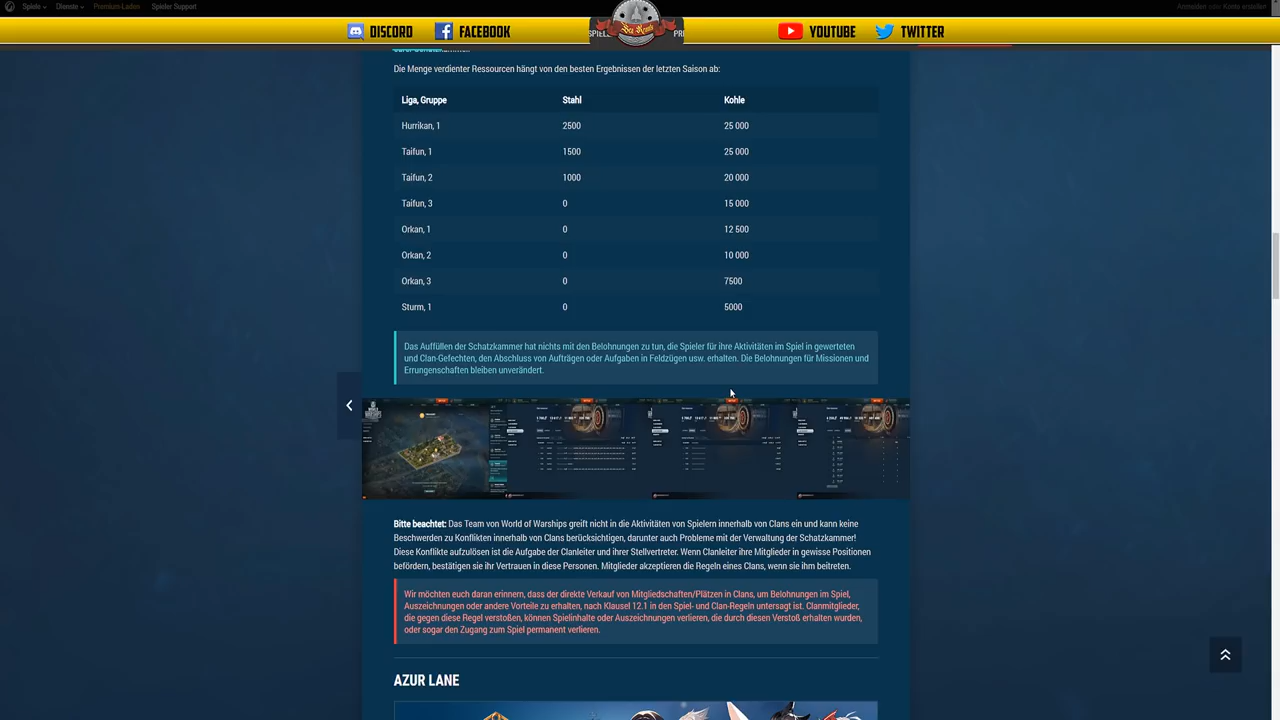 Spiele Dienste Premium-Laden Spieler Support Anmelden oder Konto erstellen
DISCORD FACEBOOK YOUTUBE TWITTER
Die Menge verdienter Ressourcen hängt von den besten Ergebnissen der letzten Saison ab:
Liga, Gruppe Stahl Kohle
Hurrikan, 1 2500 25 000
Taifun, 1 1500 25 000
Taifun, 2 1000 20 000
Taifun, 3 0 15 000
Orkan, 1 0 12 500
Orkan, 2 0 10 000
Orkan, 3 0 7500
Sturm, 1 0 5000
Das Auffüllen der Schatzkammer hat nichts mit den Belohnungen zu tun, die Spieler für ihre Aktivitäten im Spiel in gewerteten
und Clan-Gefechten, den Abschluss von Aufträgen oder Aufgaben in Feldzügen usw. erhalten. Die Belohnungen für Missionen und
Errungenschaften bleiben unverändert.
Bitte beachtet: Das Team von World of Warships greift nicht in die Aktivitäten von Spielern innerhalb von Clans ein und kann keine
Beschwerden zu Konflikten innerhalb von Clans berücksichtigen, darunter auch Probleme mit der Verwaltung der Schatzkammer!
Diese Konflikte aufzulösen ist die Aufgabe der Clanleiter und ihrer Stellvertreter. Wenn Clanleiter ihre Mitglieder in gewisse Positionen
befördern, bestätigen sie ihr Vertrauen in diese Personen. Mitglieder akzeptieren die Regeln eines Clans, wenn sie ihm beitreten.
Wir möchten euch daran erinnern, dass der direkte Verkauf von Mitgliedschaften/Plätzen in Clans, um Belohnungen im Spiel,
Auszeichnungen oder andere Vorteile zu erhalten, nach Klausel 12.1 in den Spiel- und Clan-Regeln untersagt ist. Clanmitglieder,
die gegen diese Regel verstoßen, können Spielinhalte oder Auszeichnungen verlieren, die durch diesen Verstoß erhalten wurden,
oder sogar den Zugang zum Spiel permanent verlieren.
AZUR LANE